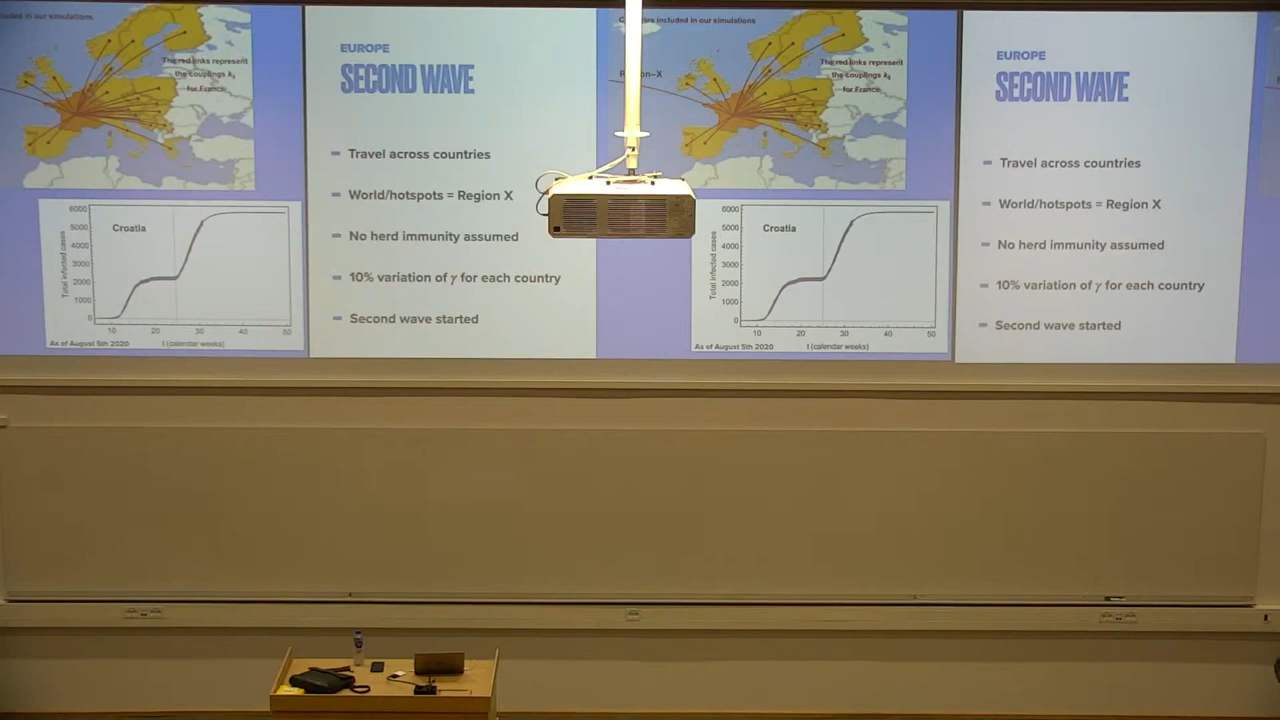 cluded in our simulations
The red links represent
the couplings kij
for France
EUROPE
SECOND WAVE
Travel across countries
World/hotspots = Region X
No herd immunity assumed
10% variation of γ for each country
Second wave started
Croatia
Total infected cases
6000
5000
4000
3000
2000
1000
0
10
20
30
40
50
As of August 5th 2020
t (calendar weeks)
included in our simulations
The red links represent
the couplings kij
for France
EUROPE
SECOND WAVE
Travel across countries
World/hotspots = Region X
No herd immunity assumed
10% variation of γ for each country
Second wave started
Croatia
Total infected cases
6000
5000
4000
3000
2000
1000
0
10
20
30
40
50
As of August 5th 2020
t (calendar weeks)